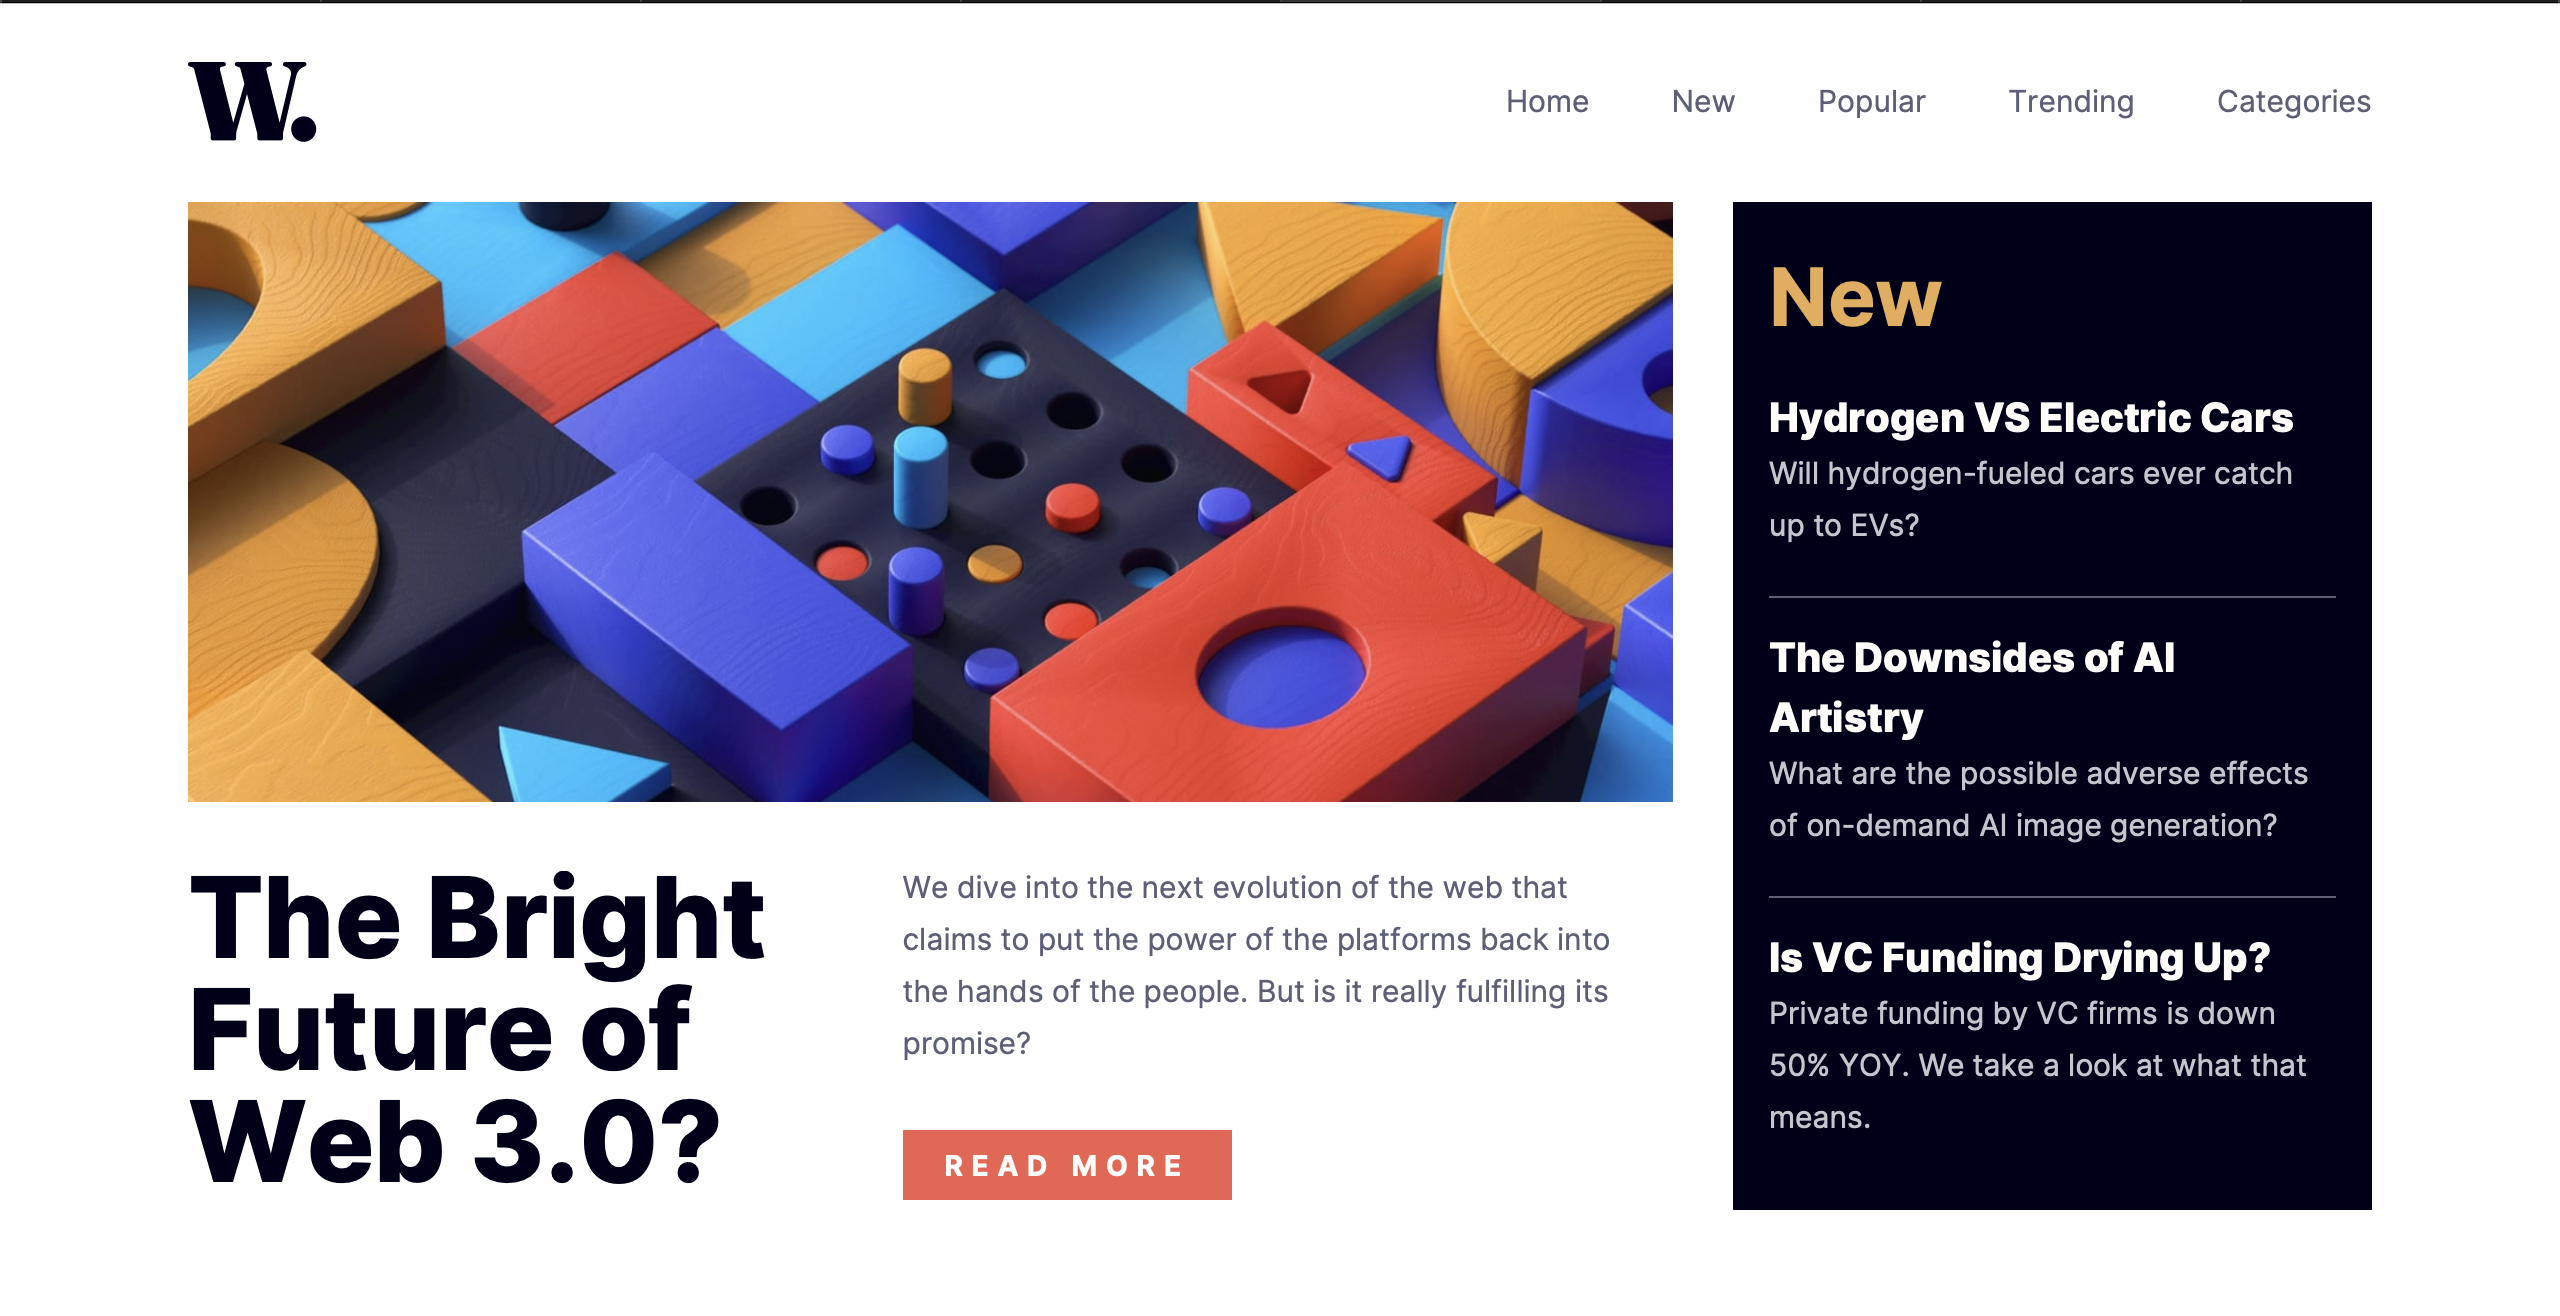 W.
Home New Popular Trending Categories
The Bright
Future of
Web 3.0?
We dive into the next evolution of the web that
claims to put the power of the platforms back into
the hands of the people. But is it really fulfilling its
promise?
READ MORE
New
Hydrogen VS Electric Cars
Will hydrogen-fueled cars ever catch
up to EVs?
The Downsides of AI
Artistry
What are the possible adverse effects
of on-demand AI image generation?
Is VC Funding Drying Up?
Private funding by VC firms is down
50% YOY. We take a look at what that
means.